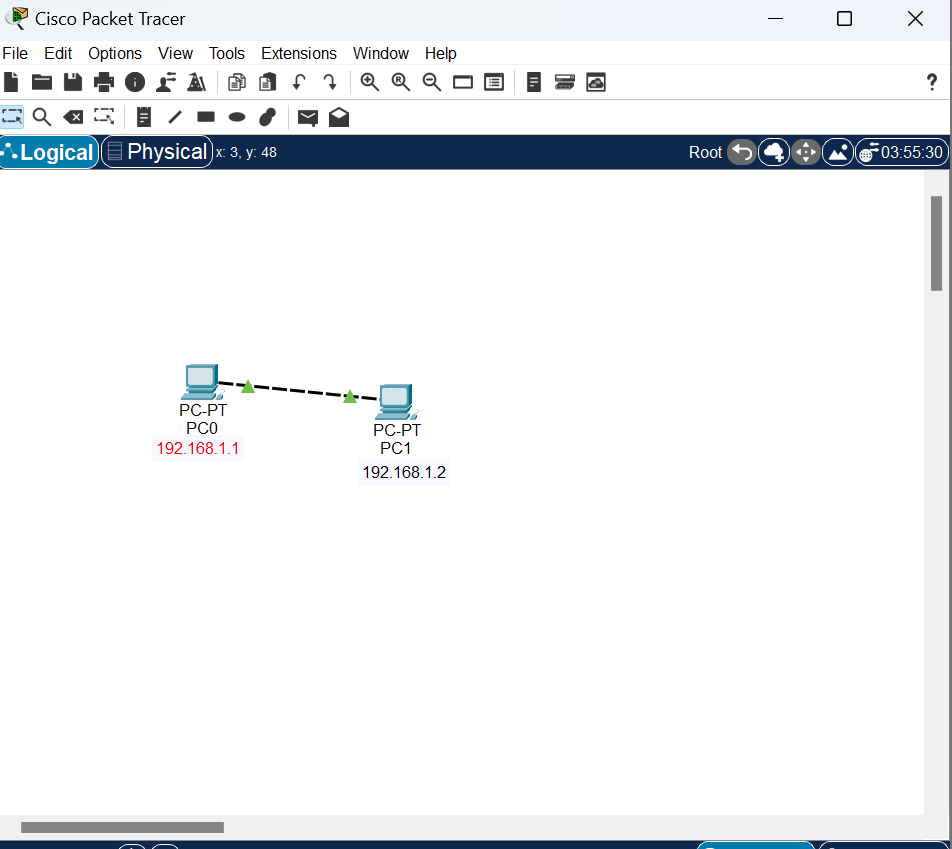 Cisco Packet Tracer
File Edit Options View Tools Extensions Window Help
?
Logical Physical x: 3, y: 48 Root 03:55:30
PC-PT
PC0
192.168.1.1
PC-PT
PC1
192.168.1.2